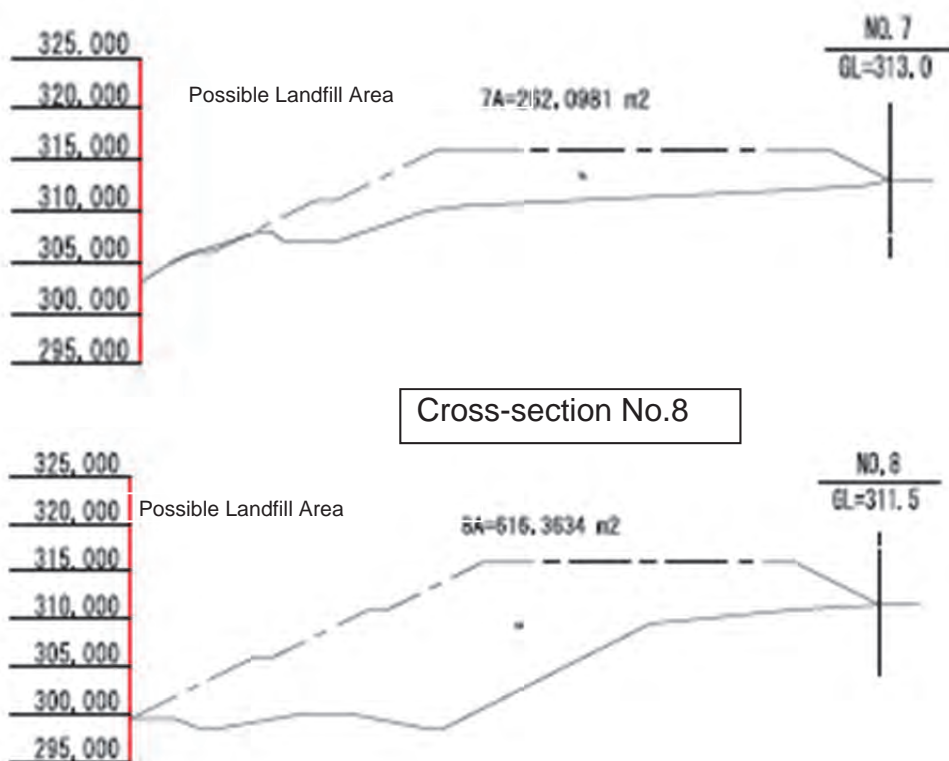 325,000
NO. 7
GL=313.0
320,000
Possible Landfill Area
7A=262,0981 m2
315,000
310,000
305,000
300.000
295,000
Cross-section No.8
325,000
NO,8
GL=311.5
320,000
Possible Landfill Area
8A=616,3634 m2
315,000
310,000
305,000
300,000
295,000